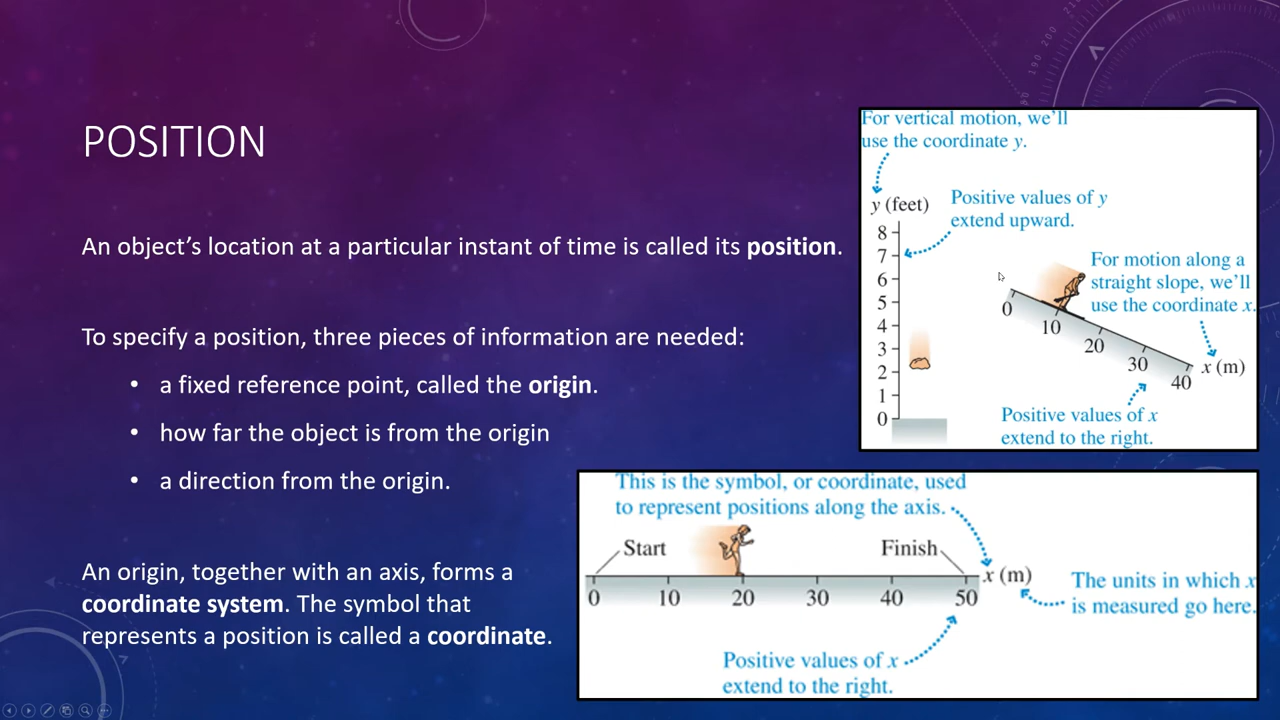 POSITION
An object’s location at a particular instant of time is called its position.
To specify a position, three pieces of information are needed:
• a fixed reference point, called the origin.
• how far the object is from the origin
• a direction from the origin.
An origin, together with an axis, forms a
coordinate system. The symbol that
represents a position is called a coordinate.
For vertical motion, we’ll
use the coordinate y.
y (feet)
Positive values of y
extend upward.
8
7
6
5
4
3
2
1
0
For motion along a
straight slope, we’ll
use the coordinate x.
0
10
20
30
40
x (m)
Positive values of x
extend to the right.
This is the symbol, or coordinate, used
to represent positions along the axis.
Start
Finish
x (m)
0 10 20 30 40 50
The units in which x
is measured go here.
Positive values of x
extend to the right.
190 200 210